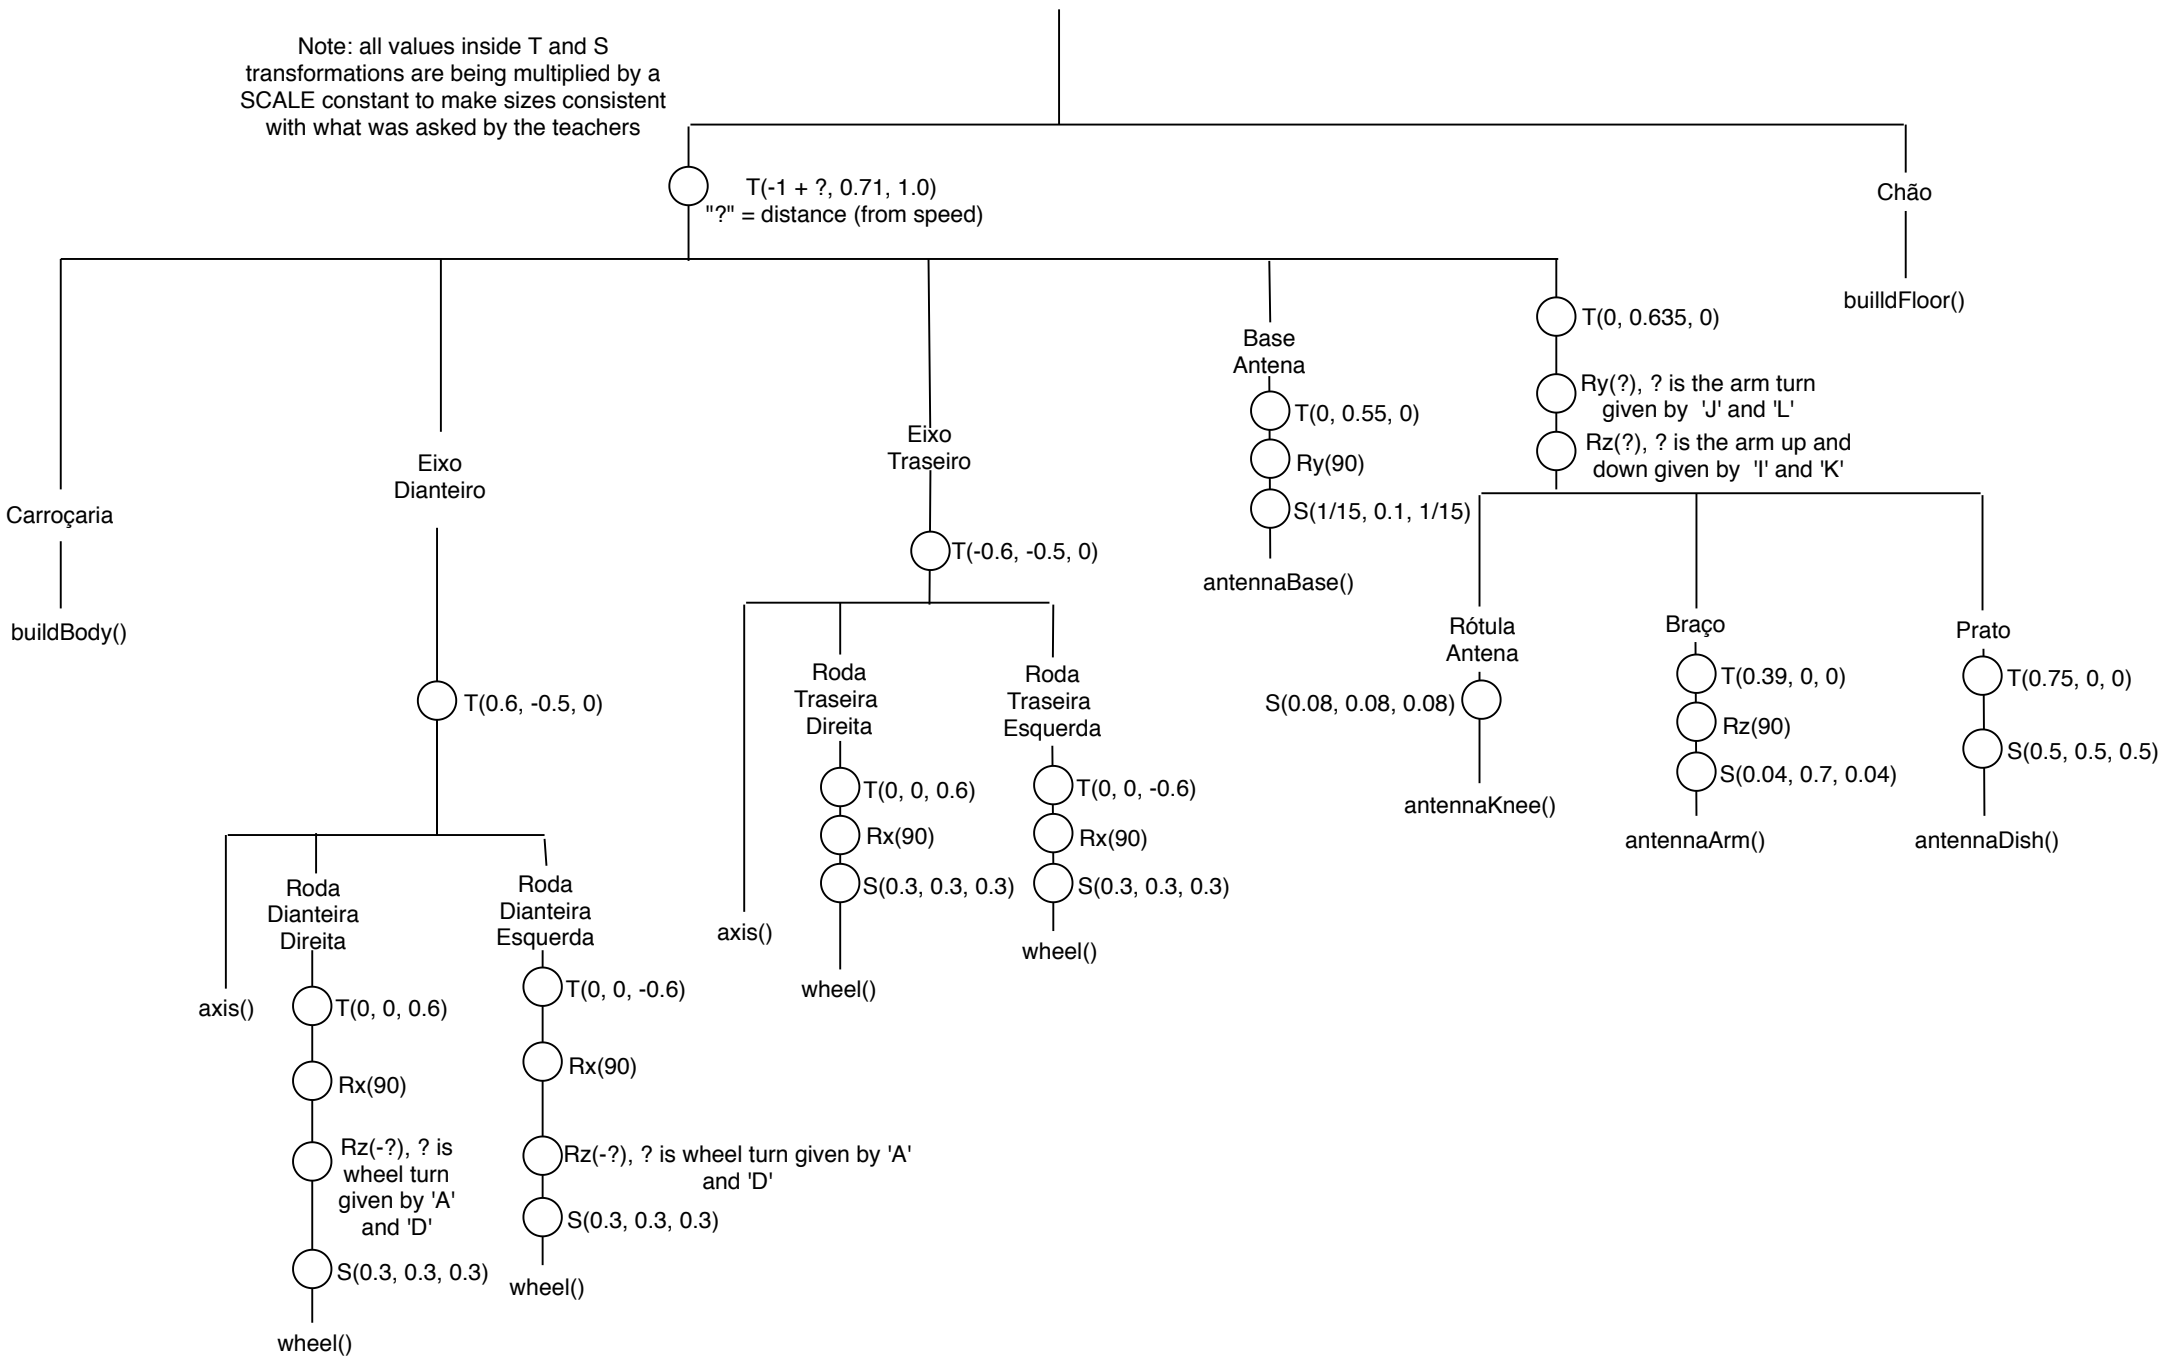 Note: all values inside T and S
transformations are being multiplied by a
SCALE constant to make sizes consistent
with what was asked by the teachers
T(-1 + ?, 0.71, 1.0)
"?" = distance (from speed)
Chão
builldFloor()
Carroçaria
buildBody()
Eixo
Dianteiro
T(0.6, -0.5, 0)
axis()
Roda
Dianteira
Direita
T(0, 0, 0.6)
Rx(90)
Rz(-?), ? is
wheel turn
given by 'A'
and 'D'
S(0.3, 0.3, 0.3)
wheel()
Roda
Dianteira
Esquerda
T(0, 0, -0.6)
Rx(90)
Rz(-?), ? is wheel turn given by 'A'
and 'D'
S(0.3, 0.3, 0.3)
wheel()
Eixo
Traseiro
T(-0.6, -0.5, 0)
axis()
Roda
Traseira
Direita
T(0, 0, 0.6)
Rx(90)
S(0.3, 0.3, 0.3)
wheel()
Roda
Traseira
Esquerda
T(0, 0, -0.6)
Rx(90)
S(0.3, 0.3, 0.3)
wheel()
Base
Antena
T(0, 0.55, 0)
Ry(90)
S(1/15, 0.1, 1/15)
antennaBase()
T(0, 0.635, 0)
Ry(?), ? is the arm turn
given by 'J' and 'L'
Rz(?), ? is the arm up and
down given by 'I' and 'K'
Rótula
Antena
S(0.08, 0.08, 0.08)
antennaKnee()
Braço
T(0.39, 0, 0)
Rz(90)
S(0.04, 0.7, 0.04)
antennaArm()
Prato
T(0.75, 0, 0)
S(0.5, 0.5, 0.5)
antennaDish()